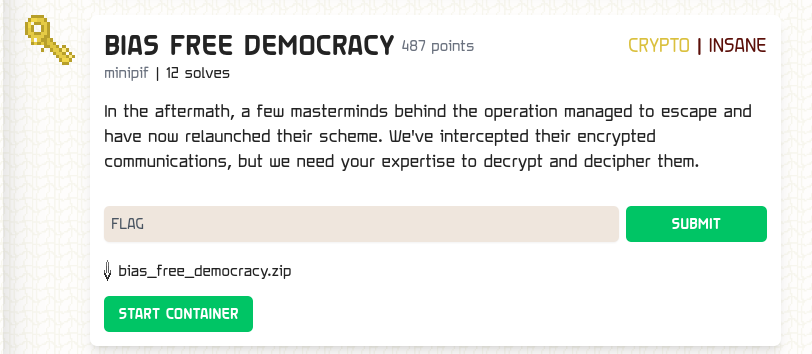 BIAS FREE DEMOCRACY 487 points CRYPTO | INSANE
minipif | 12 solves
In the aftermath, a few masterminds behind the operation managed to escape and
have now relaunched their scheme. We've intercepted their encrypted
communications, but we need your expertise to decrypt and decipher them.
FLAG SUBMIT
bias_free_democracy.zip
START CONTAINER